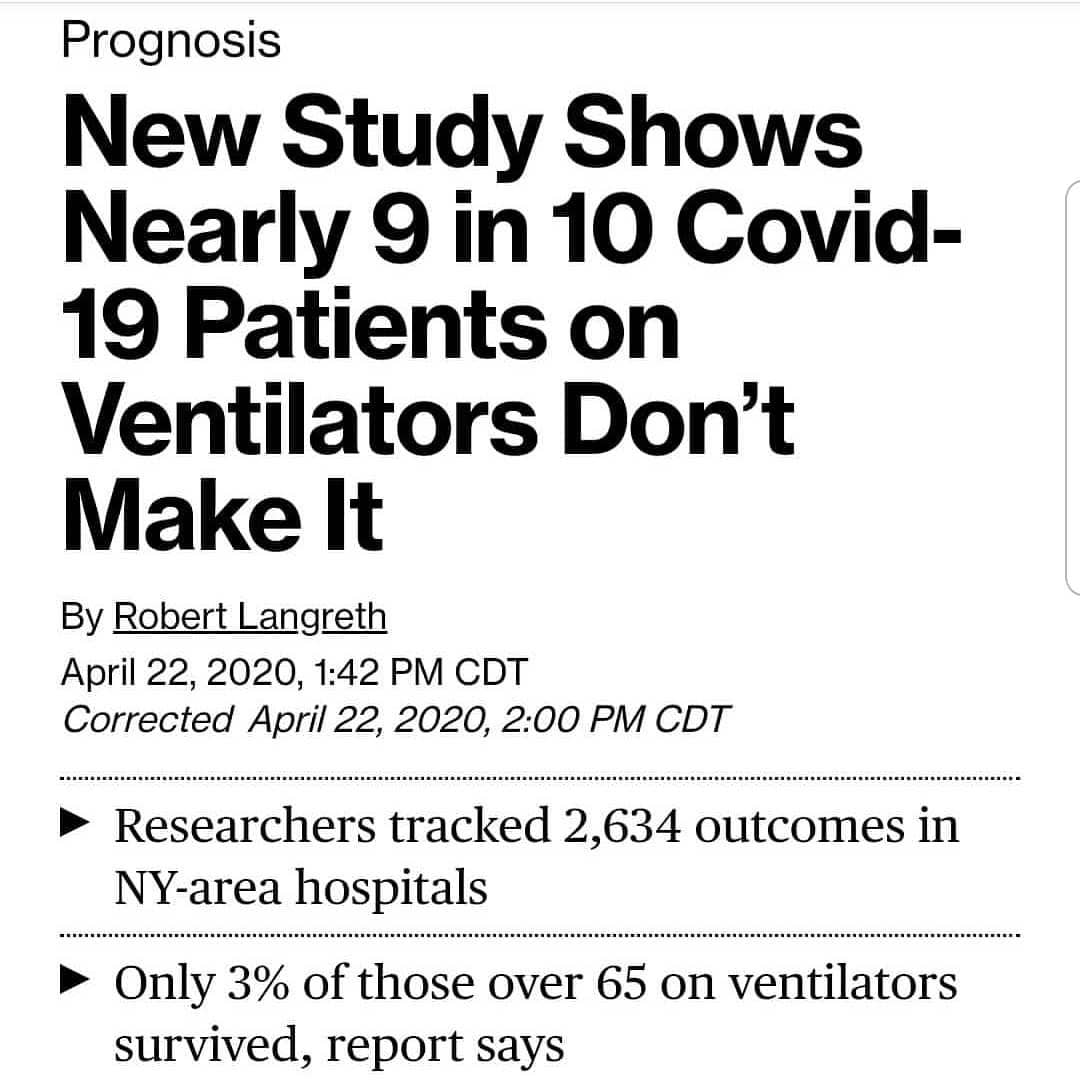 Prognosis
New Study Shows
Nearly 9 in 10 Covid-
19 Patients on
Ventilators Don’t
Make It
By Robert Langreth
April 22, 2020, 1:42 PM CDT
Corrected April 22, 2020, 2:00 PM CDT
► Researchers tracked 2,634 outcomes in
NY-area hospitals
► Only 3% of those over 65 on ventilators
survived, report says